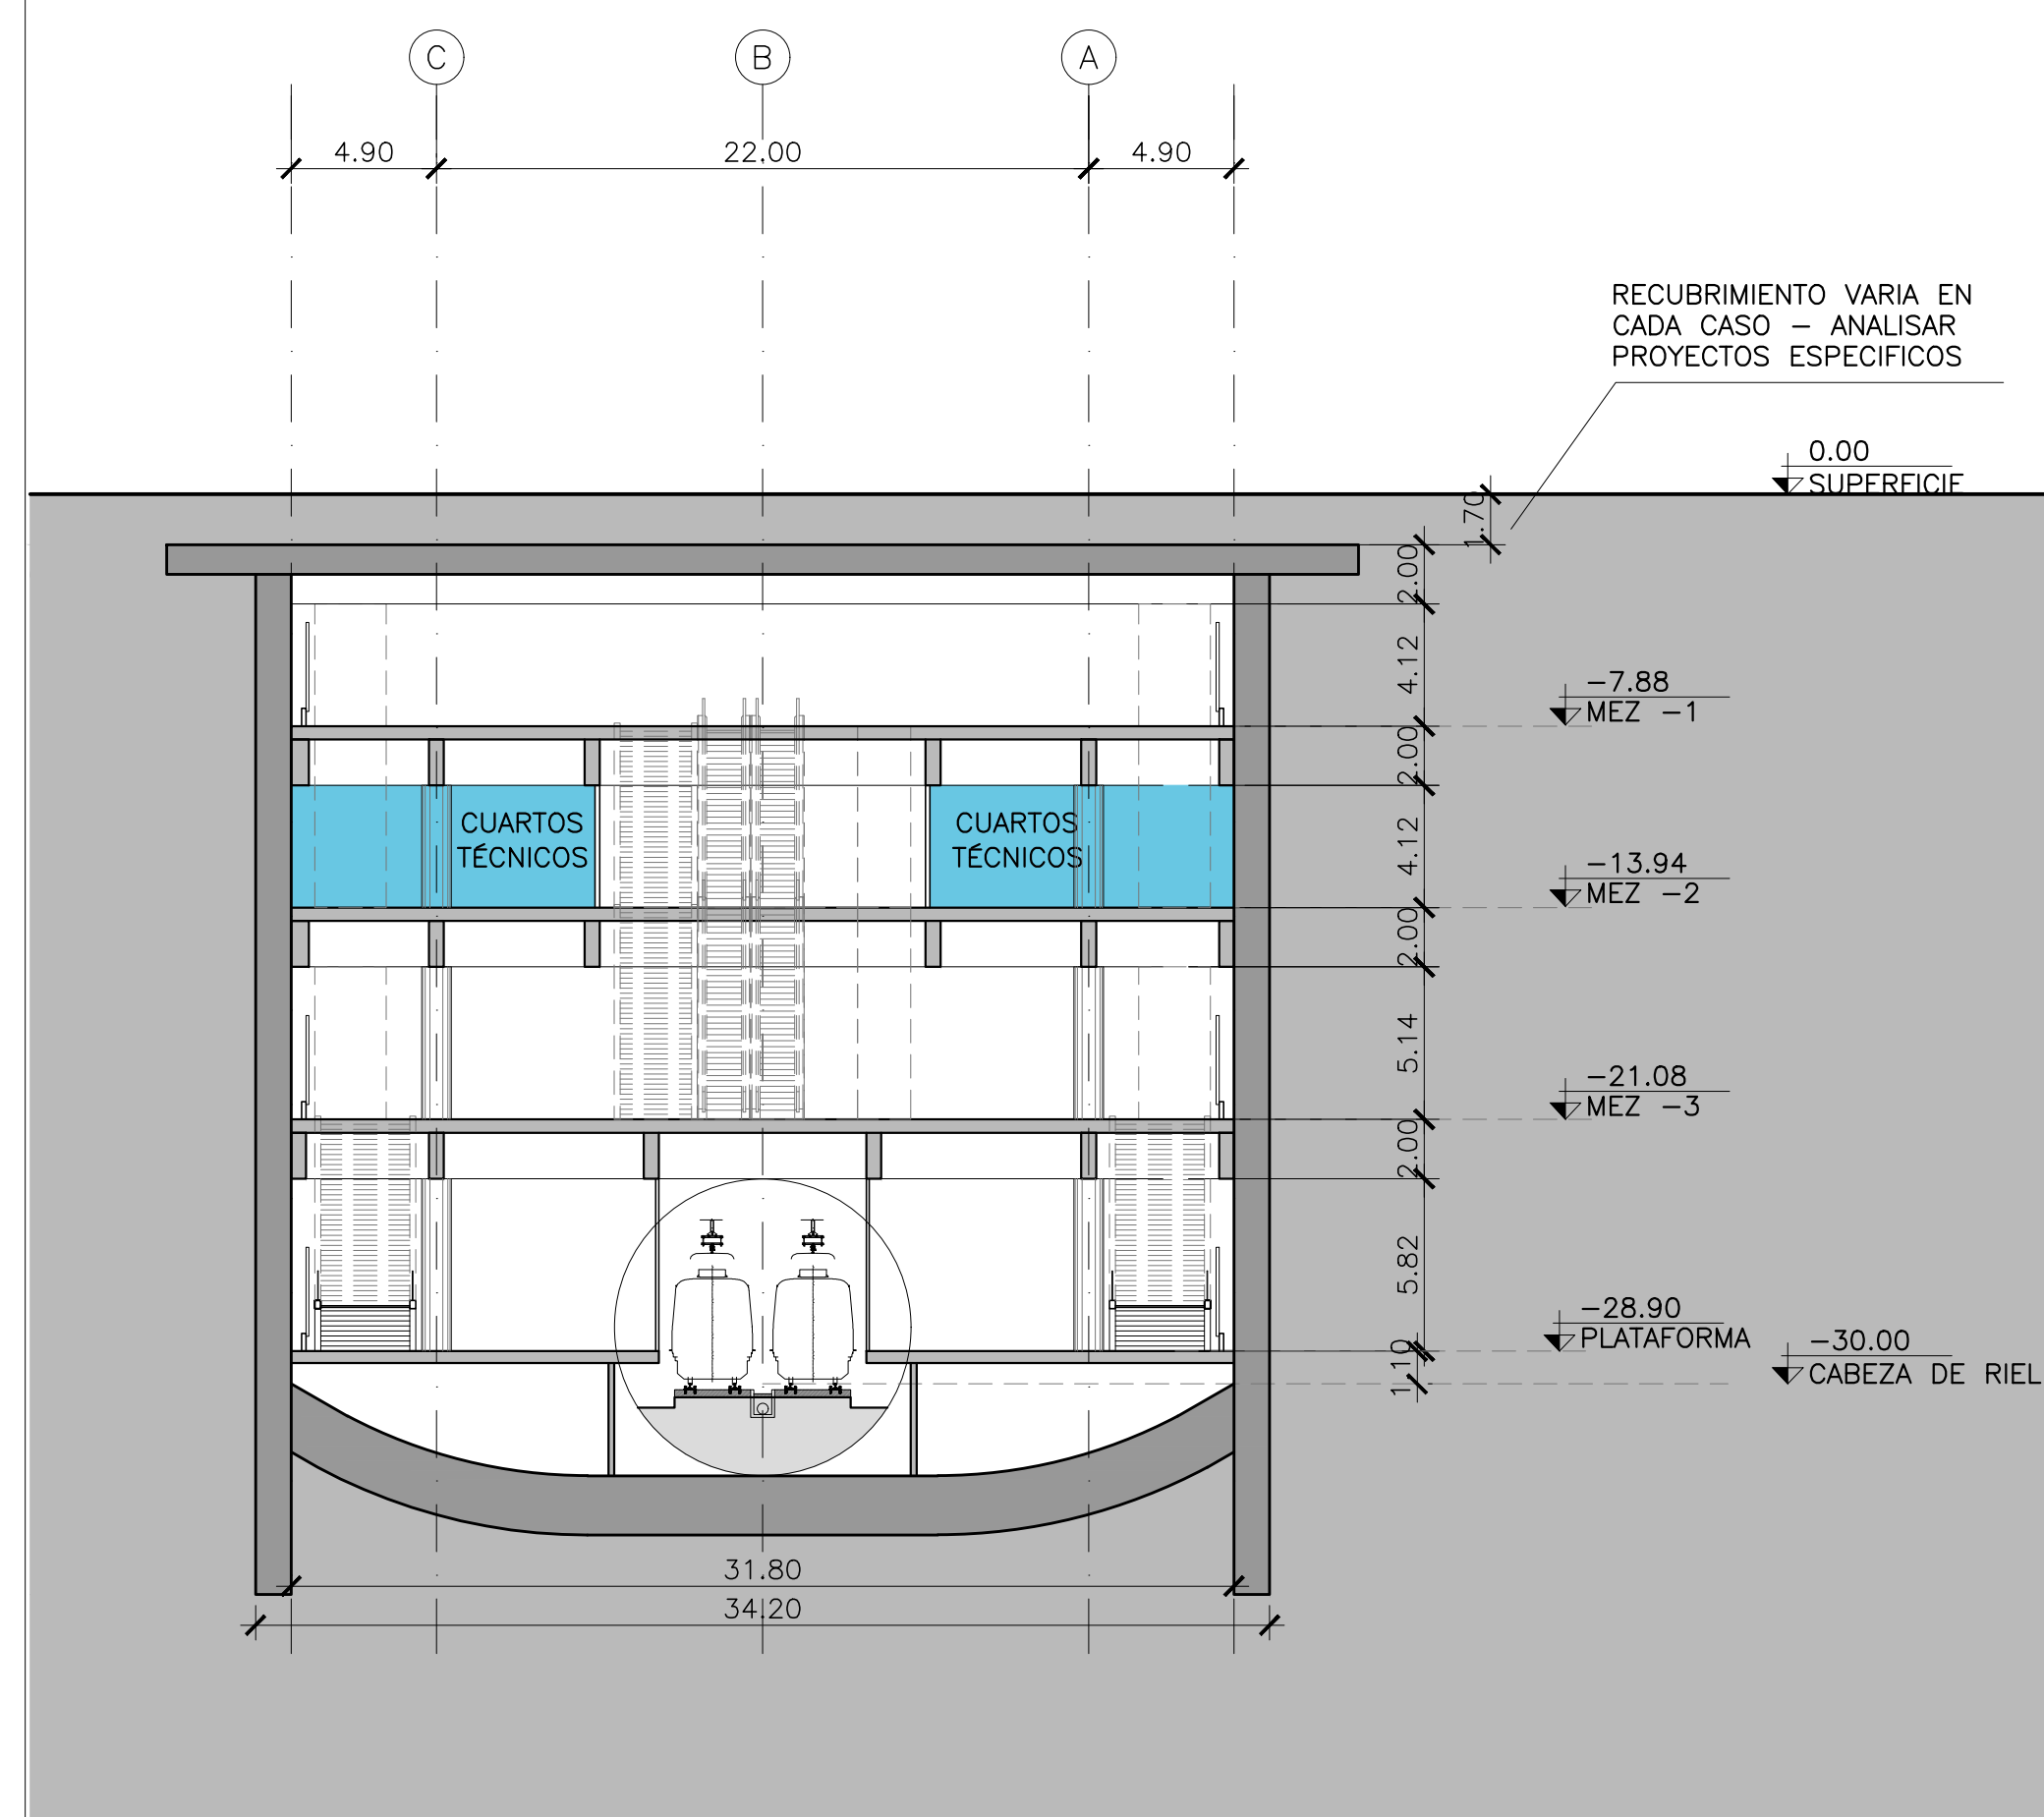 C B A
4.90 22.00 4.90
RECUBRIMIENTO VARIA EN
CADA CASO – ANALISAR
PROYECTOS ESPECIFICOS
0.00
SUPERFICIE
1.70
2.00
4.12
–7.88
MEZ –1
2.00
CUARTOS
TÉCNICOS
CUARTOS
TÉCNICOS
4.12
–13.94
MEZ –2
2.00
5.14
–21.08
MEZ –3
2.00
5.82
–28.90
PLATAFORMA
1.10
–30.00
CABEZA DE RIEL
31.80
34.20